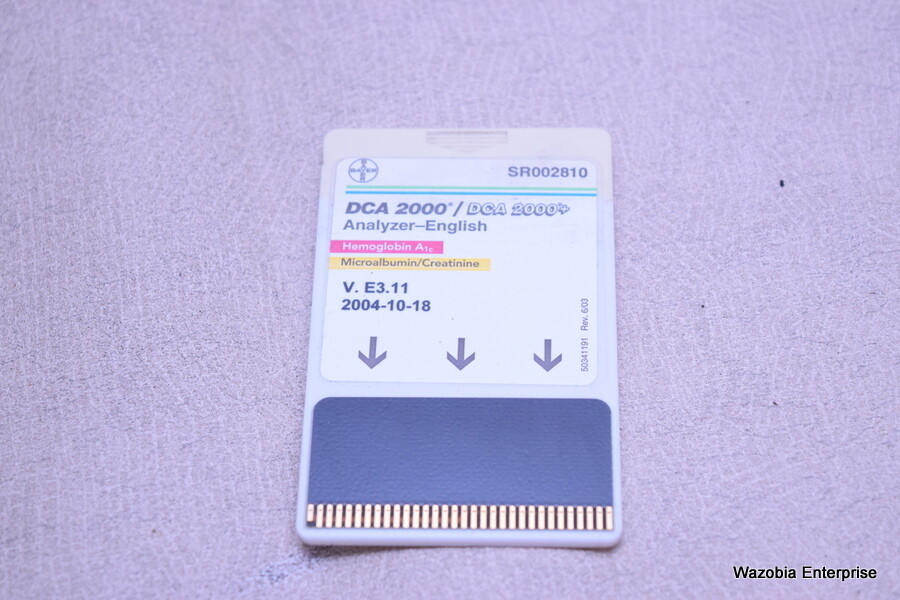 BAYER
SR002810
DCA 2000® / DCA 2000®+
Analyzer–English
Hemoglobin A1c
Microalbumin/Creatinine
V. E3.11
2004-10-18
50341191 Rev. 6/03
Wazobia Enterprise